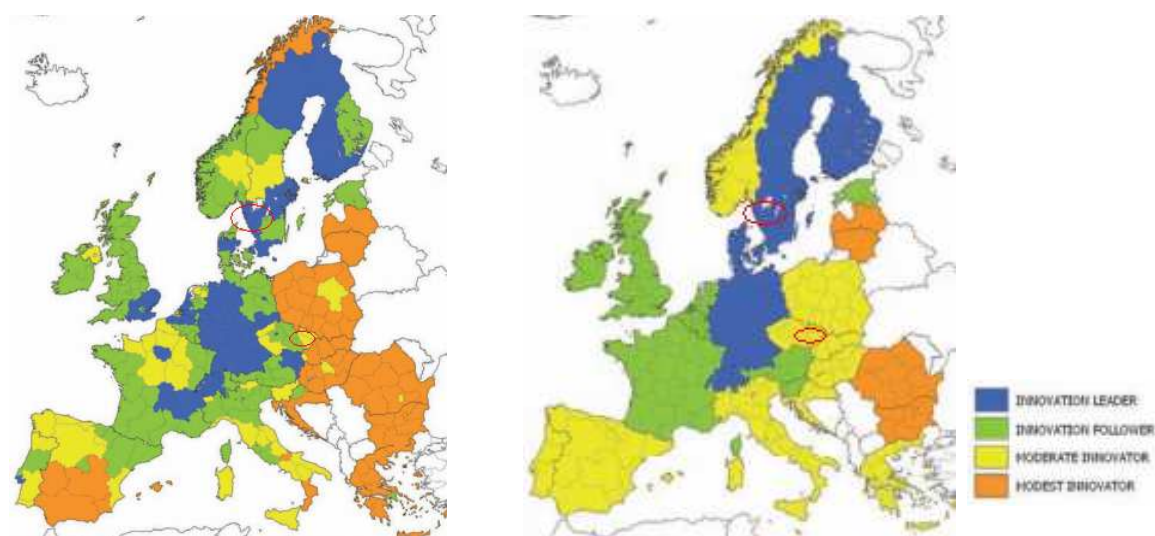 INNOVATION LEADER
INNOVATION FOLLOWER
MODERATE INNOVATOR
MODEST INNOVATOR